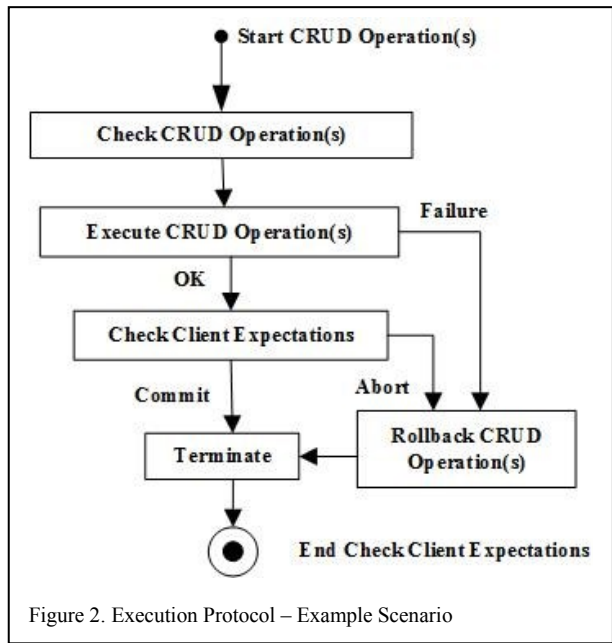 Start CRUD Operation(s)
Check CRUD Operation(s)
Failure
Execute CRUD Operation(s)
OK
Check Client Expectations
Commit
Abort
Rollback CRUD
Operation(s)
Terminate
End Check Client Expectations
Figure 2. Execution Protocol – Example Scenario